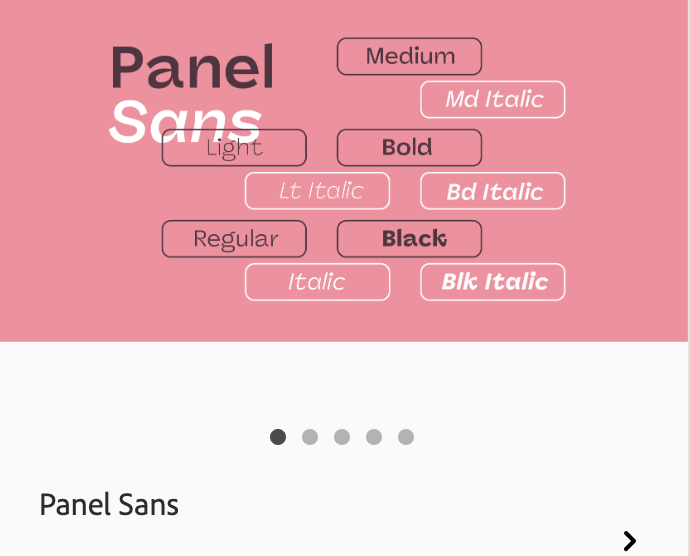 Panel
Sans
Medium
Md Italic
Light
Bold
Lt Italic
Bd Italic
Regular
Black
Italic
Blk Italic
Panel Sans